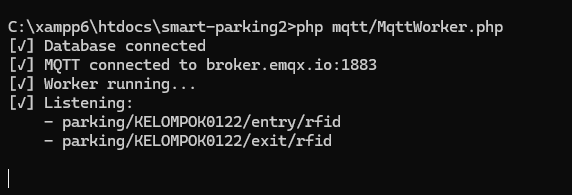 C:\xampp6\htdocs\smart-parking2>php mqtt/MqttWorker.php
[√] Database connected
[√] MQTT connected to broker.emqx.io:1883
[√] Worker running...
[√] Listening:
    - parking/KELOMPOK0122/entry/rfid
    - parking/KELOMPOK0122/exit/rfid